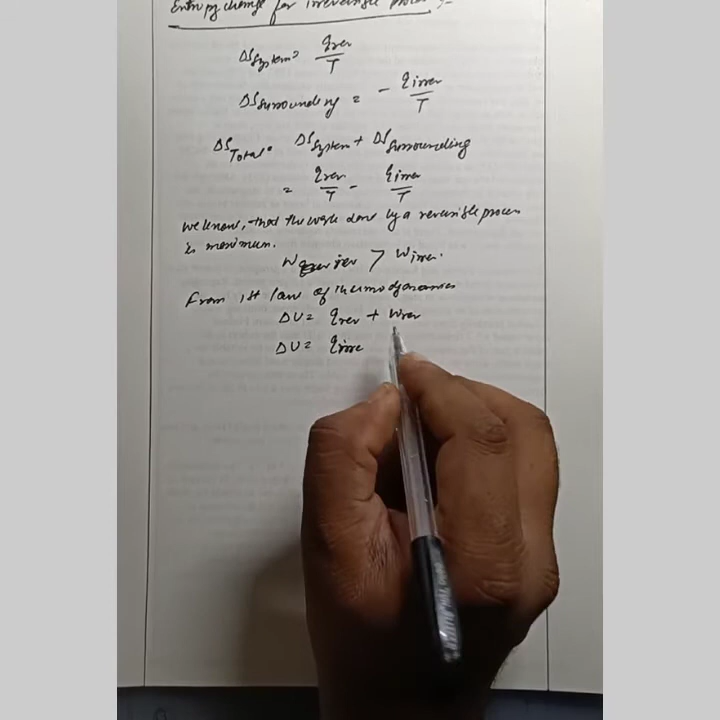 Entropy change for irreversible process :-
ΔSsystem = qrev/T
ΔSsurrounding = - qirrev/T
ΔSTotal = ΔSsystem + ΔSsurrounding
= qrev/T - qirrev/T
We know, that the work done by a reversible process
is maximum.
Wrev > Wirrev.
From 1st law of thermodynamics
ΔU = qrev + Wrev
ΔU = qirre